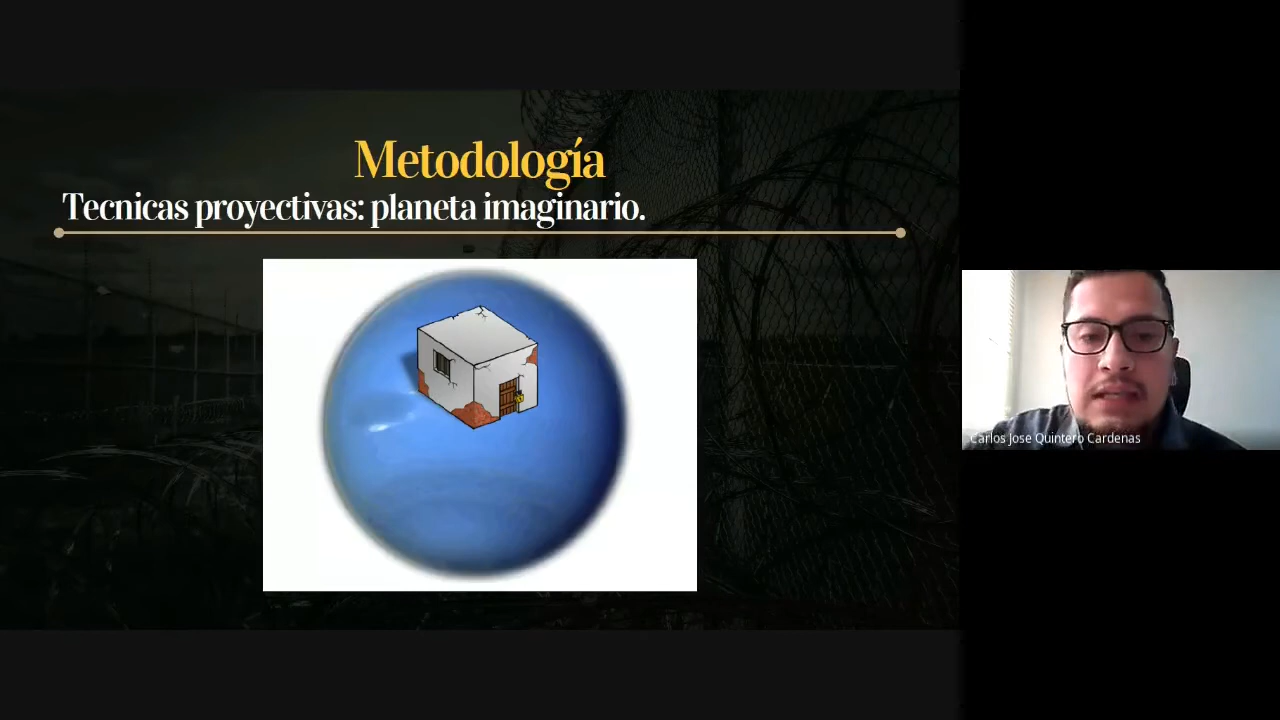 Metodología
Tecnicas proyectivas: planeta imaginario.
Carlos Jose Quintero Cardenas